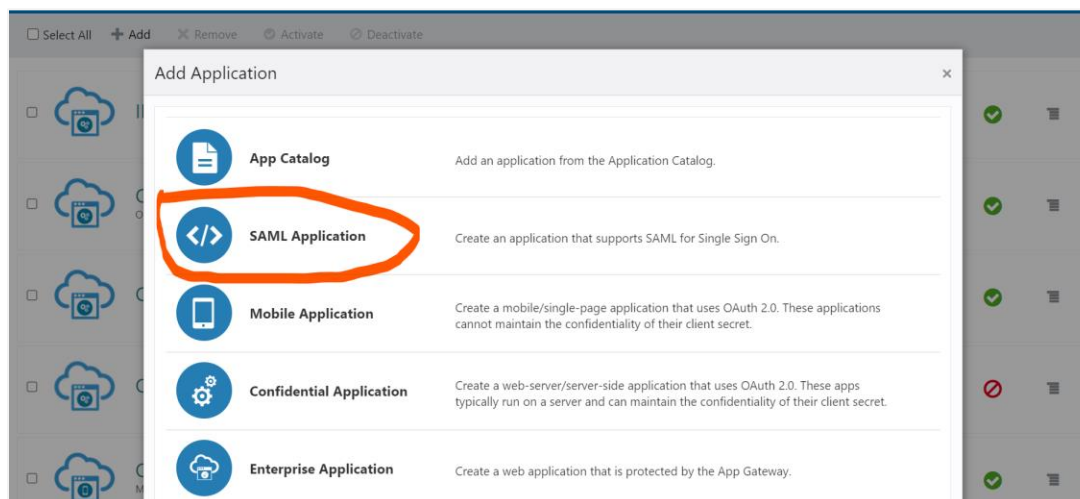 Select All Add Remove Activate Deactivate
Add Application
App Catalog Add an application from the Application Catalog.
SAML Application Create an application that supports SAML for Single Sign On.
Mobile Application Create a mobile/single-page application that uses OAuth 2.0. These applications
cannot maintain the confidentiality of their client secret.
Confidential Application Create a web-server/server-side application that uses OAuth 2.0. These apps
typically run on a server and can maintain the confidentiality of their client secret.
Enterprise Application Create a web application that is protected by the App Gateway.